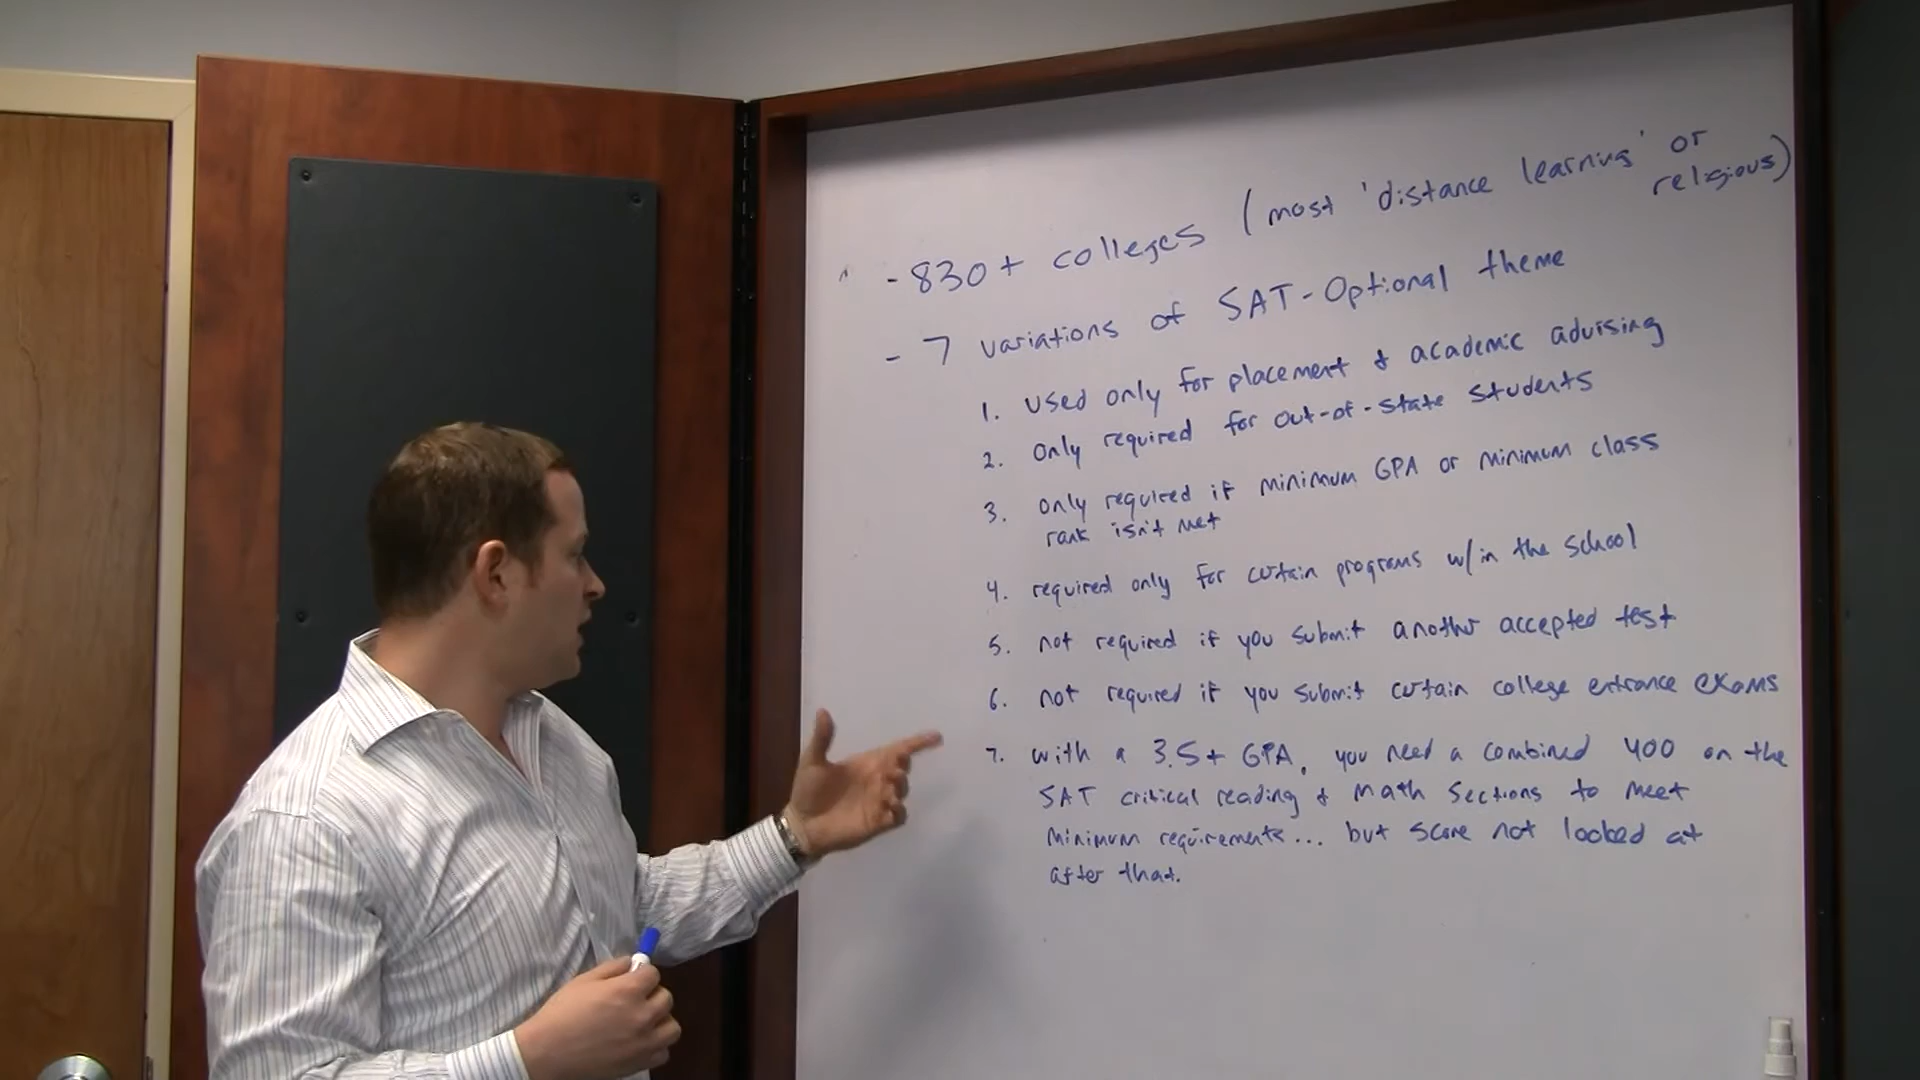 - 830+ colleges (most 'distance learning' or
religious)
- 7 variations of SAT-Optional theme
1. used only for placement & academic advising
2. only required for out-of-state students
3. only required if minimum GPA or minimum class
rank isn't met
4. required only for certain programs w/in the school
5. not required if you submit another accepted test
6. not required if you submit certain college entrance exams
7. with a 3.5+ GPA, you need a combined 400 on the
SAT critical reading & math sections to meet
minimum requirements... but score not looked at
after that.